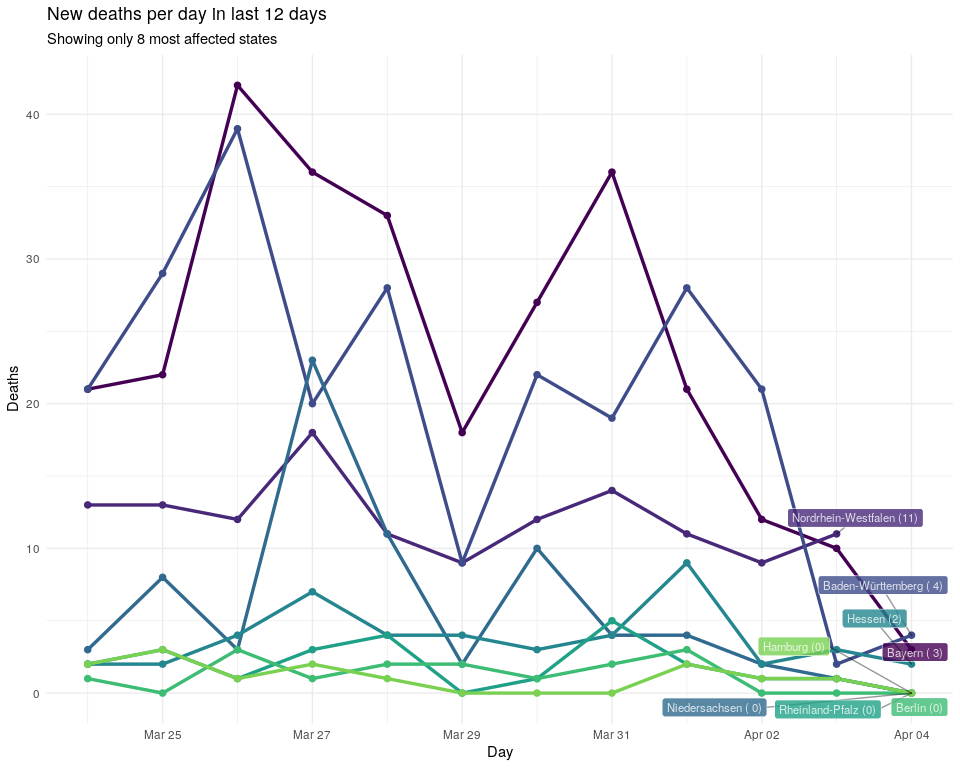 New deaths per day in last 12 days
Showing only 8 most affected states
Deaths
40
30
20
10
0
Nordrhein-Westfalen (11)
Baden-Württemberg ( 4)
Hessen (2)
Hamburg (0)
Bayern ( 3)
Niedersachsen ( 0)
Rheinland-Pfalz (0)
Berlin (0)
Mar 25
Mar 27
Mar 29
Mar 31
Apr 02
Apr 04
Day